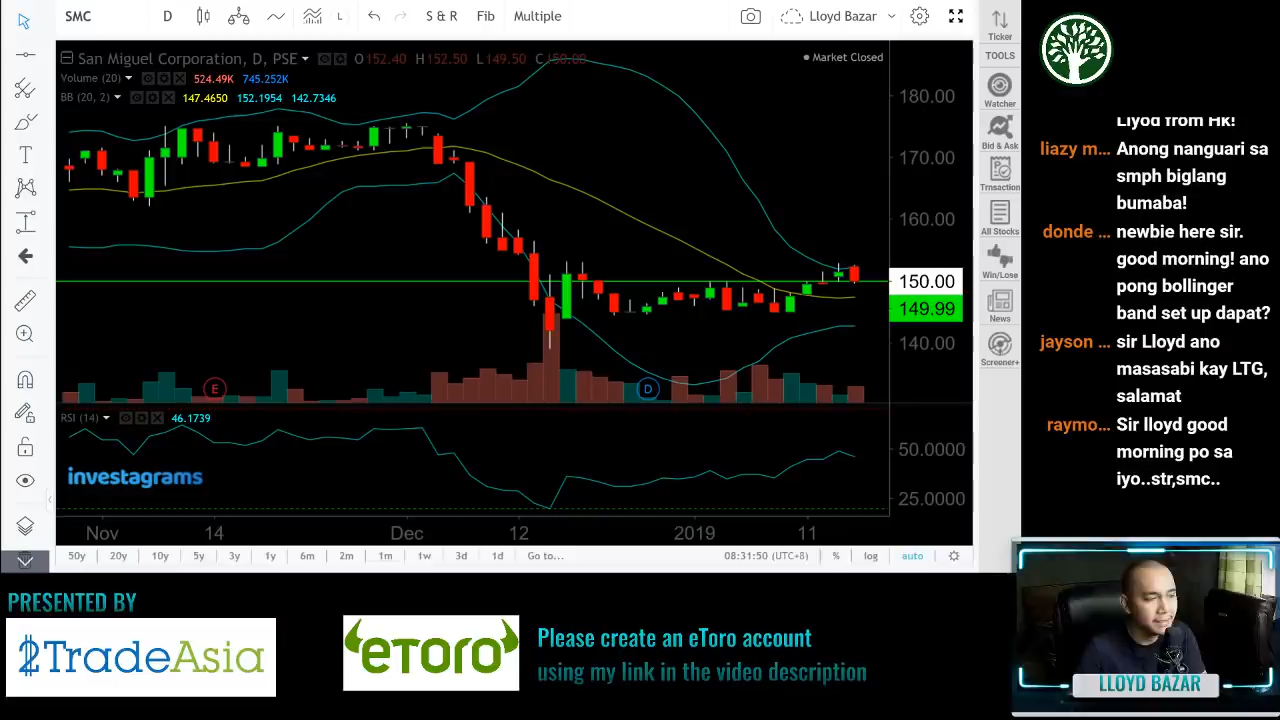 SMC D L S & R Fib Multiple Lloyd Bazar
San Miguel Corporation, D, PSE O152.40 H152.50 L149.50 C150.00
Market Closed
Volume (20) 524.49K 745.252K
BB (20, 2) 147.4650 152.1954 142.7346
180.00
170.00
160.00
150.00
149.99
140.00
E
D
RSI (14) 46.1739
50.0000
25.0000
investagrams
Nov 14 Dec 12 2019 11
50y 20y 10y 5y 3y 1y 6m 2m 1m 1w 3d 1d Go to... 08:31:50 (UTC+8) % log auto
Ticker
TOOLS
Watcher
Bid & Ask
Trnsaction
All Stocks
Win/Lose
News
Screener+
Llyod from HK!
liazy m... Anong nanguari sa
smph biglang
bumaba!
donde ... newbie here sir.
good morning! ano
pong bollinger
band set up dapat?
jayson ... sir Lloyd ano
masasabi kay LTG,
salamat
raymo... Sir lloyd good
morning po sa
iyo..str,smc..
PRESENTED BY
2TradeAsia
eToro
Please create an eToro account
using my link in the video description
LLOYD BAZAR